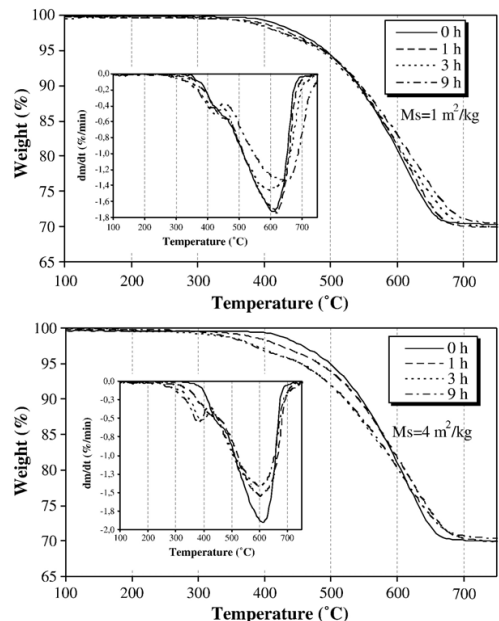 100
95
90
85
80
75
70
65
Weight (%)
100 200 300 400 500 600 700
Temperature (˚C)
0 h
1 h
3 h
9 h
Ms=1 m²/kg
0,0
-0,2
-0,4
-0,6
-0,8
-1,0
-1,2
-1,4
-1,6
-1,8
dm/dt (%/min)
100 200 300 400 500 600 700
Temperature (˚C)
100
95
90
85
80
75
70
65
Weight (%)
100 200 300 400 500 600 700
Temperature (˚C)
0 h
1 h
3 h
9 h
Ms=4 m²/kg
0,0
-0,3
-0,5
-0,8
-1,0
-1,3
-1,5
-1,8
-2,0
dm/dt (%/min)
100 200 300 400 500 600 700
Temperature (˚C)